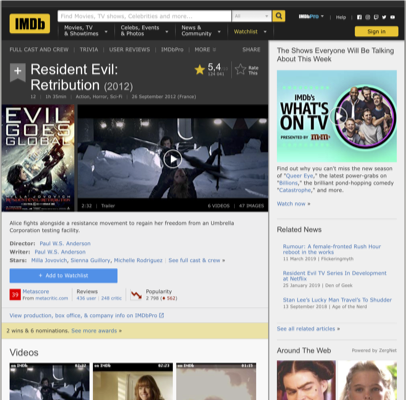 IMDb
Find Movies, TV shows, Celebrities and more...
All
IMDbPro
Help
Movies, TV & Showtimes
Celebs, Events & Photos
News & Community
Watchlist
Sign in
FULL CAST AND CREW | TRIVIA | USER REVIEWS | IMDbPro | MORE
SHARE
Resident Evil: Retribution (2012)
5,4
Rate This
12 | 1h 35min | Action, Horror, Sci-Fi | 26 September 2012 (France)
EVIL
GOES
GLOBAL
2:32 | Trailer
6 VIDEOS | 47 IMAGES
Alice fights alongside a resistance movement to regain her freedom from an Umbrella
Corporation testing facility.
Director: Paul W.S. Anderson
Writer: Paul W.S. Anderson
Stars: Milla Jovovich, Sienna Guillory, Michelle Rodriguez | See full cast & crew »
+ Add to Watchlist
39
Metascore
From metacritic.com
Reviews
436 user | 248 critic
Popularity
2 798 (562)
View production, box office, & company info on IMDbPro
2 wins & 6 nominations. See more awards »
Videos
The Shows Everyone Will Be Talking
About This Week
IMDb's
WHAT'S
ON TV
PRESENTED BY m&m's
Find out why you can't miss the new season
of "Queer Eye," the latest power-grabs on
"Billions," the brilliant pond-hopping comedy
"Catastrophe," and more.
Watch now »
Related News
Rumour: A female-fronted Rush Hour
reboot in the works
11 March 2019 | Flickeringmyth
Resident Evil TV Series In Development
at Netflix
25 January 2019 | Den of Geek
Stan Lee's Lucky Man Travel's To Shudder
13 September 2018 | Age of the Nerd
See all related articles »
Around The Web
Powered by ZergNet